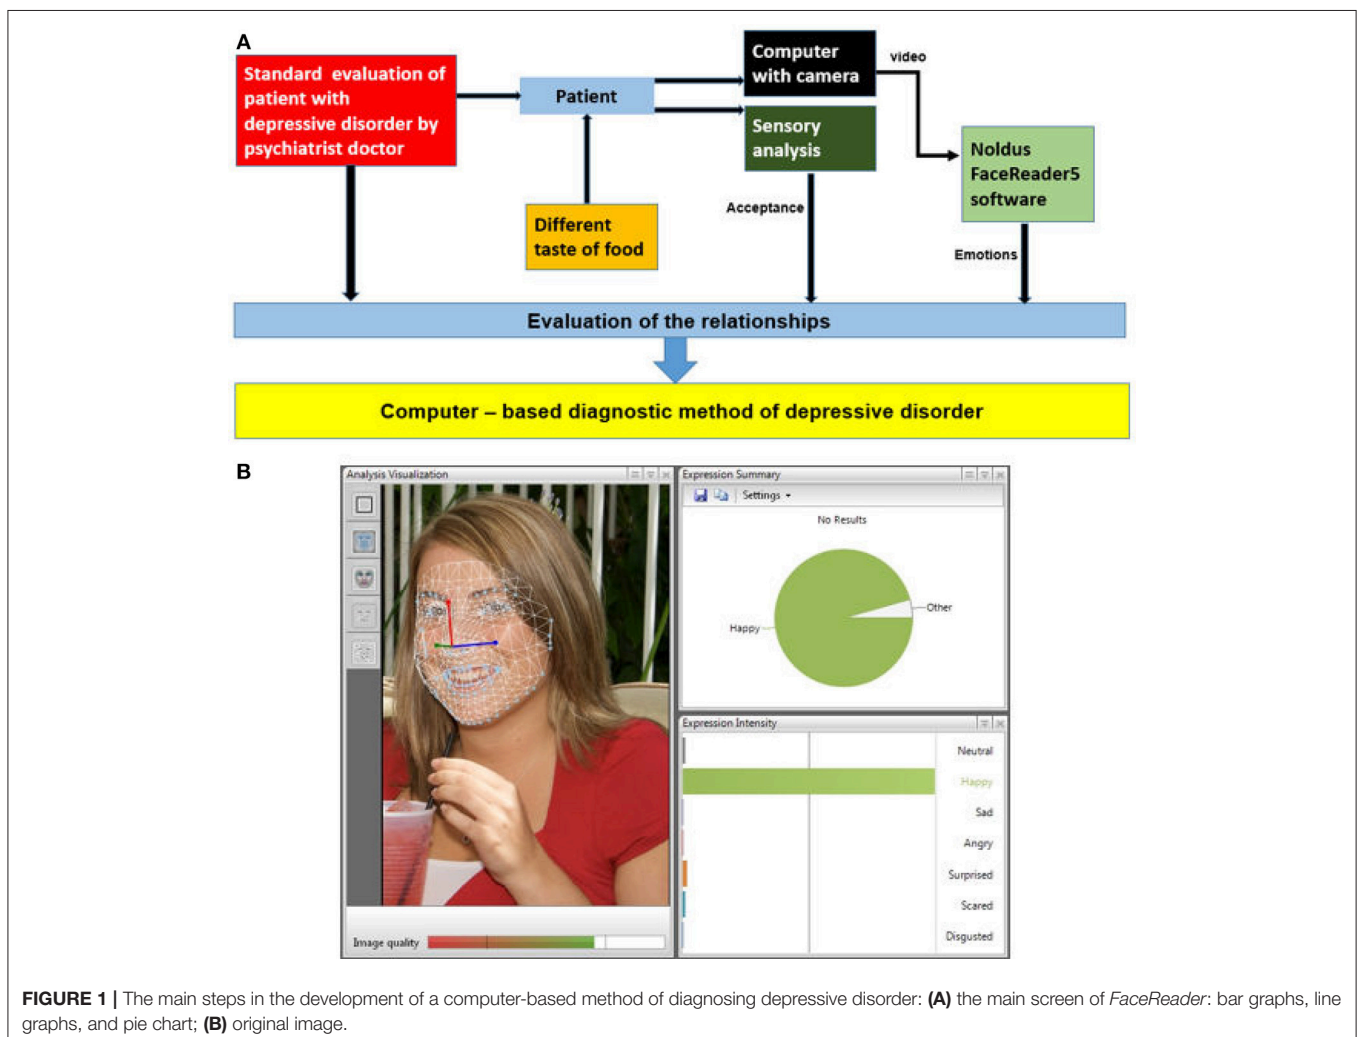 A
Standard evaluation of
patient with
depressive disorder by
psychiatrist doctor
Patient
Different
taste of food
Computer
with camera
Sensory
analysis
video
Noldus
FaceReader5
software
Acceptance
Emotions
Evaluation of the relationships
Computer – based diagnostic method of depressive disorder
B
Analysis Visualization
Image quality
Expression Summary
Settings
No Results
Happy
Other
Expression Intensity
Neutral
Happy
Sad
Angry
Surprised
Scared
Disgusted
FIGURE 1 | The main steps in the development of a computer-based method of diagnosing depressive disorder: (A) the main screen of FaceReader: bar graphs, line
graphs, and pie chart; (B) original image.